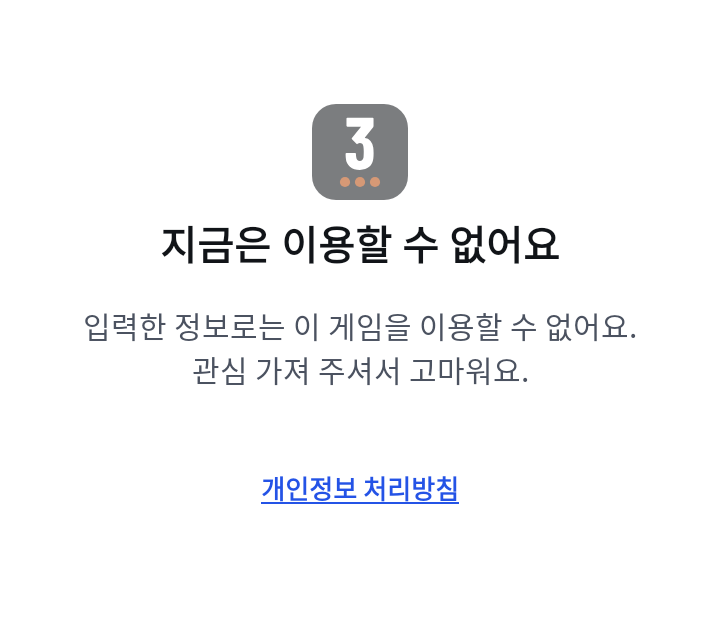 3
지금은 이용할 수 없어요
입력한 정보로는 이 게임을 이용할 수 없어요.
관심 가져 주셔서 고마워요.
개인정보 처리방침